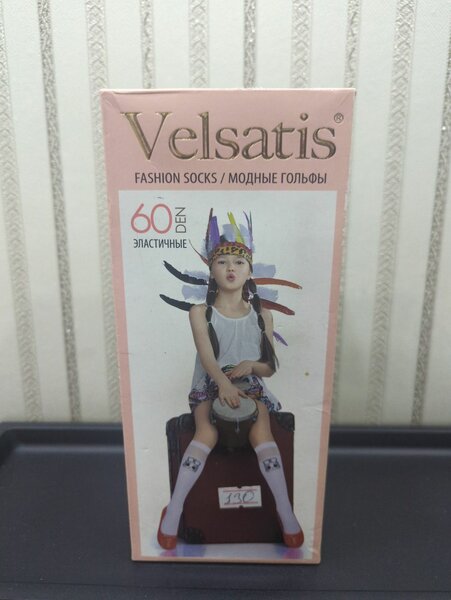 Velsatis®
FASHION SOCKS / МОДНЫЕ ГОЛЬФЫ
60 DEN
ЭЛАСТИЧНЫЕ
130